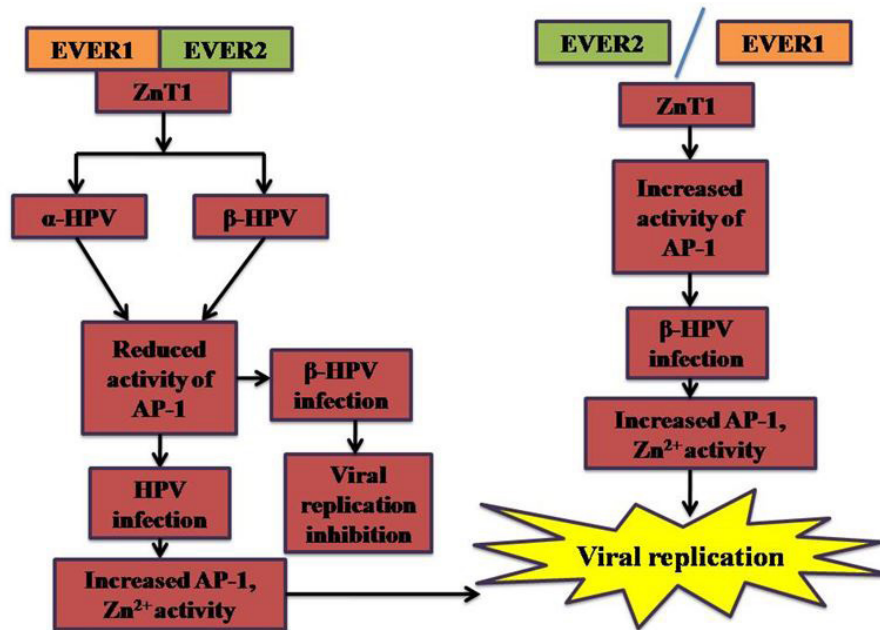 EVER1
EVER2
ZnT1
α-HPV
β-HPV
Reduced
activity of
AP-1
β-HPV
infection
HPV
infection
Viral
replication
inhibition
Increased AP-1,
Zn²⁺ activity
EVER2
EVER1
ZnT1
Increased
activity of
AP-1
β-HPV
infection
Increased AP-1,
Zn²⁺ activity
Viral replication